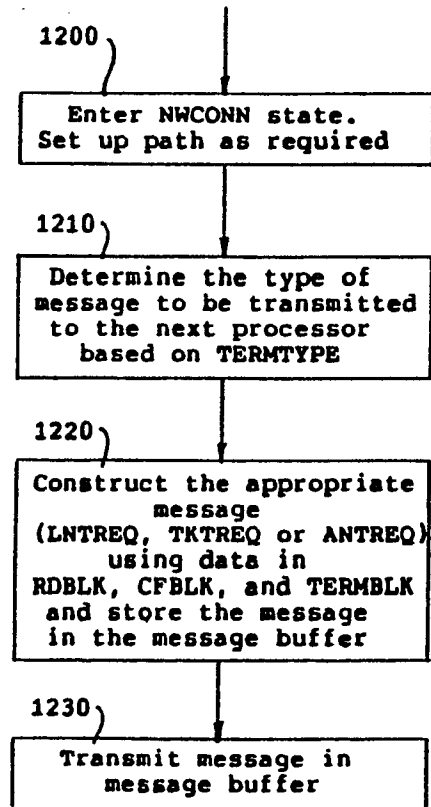 1200
Enter NWCONN state.
Set up path as required
1210
Determine the type of
message to be transmitted
to the next processor
based on TERMTYPE
1220
Construct the appropriate
message
(LNTREQ, TKTREQ or ANTREQ)
using data in
RDBLK, CFBLK, and TERMBLK
and store the message
in the message buffer
1230
Transmit message in
message buffer